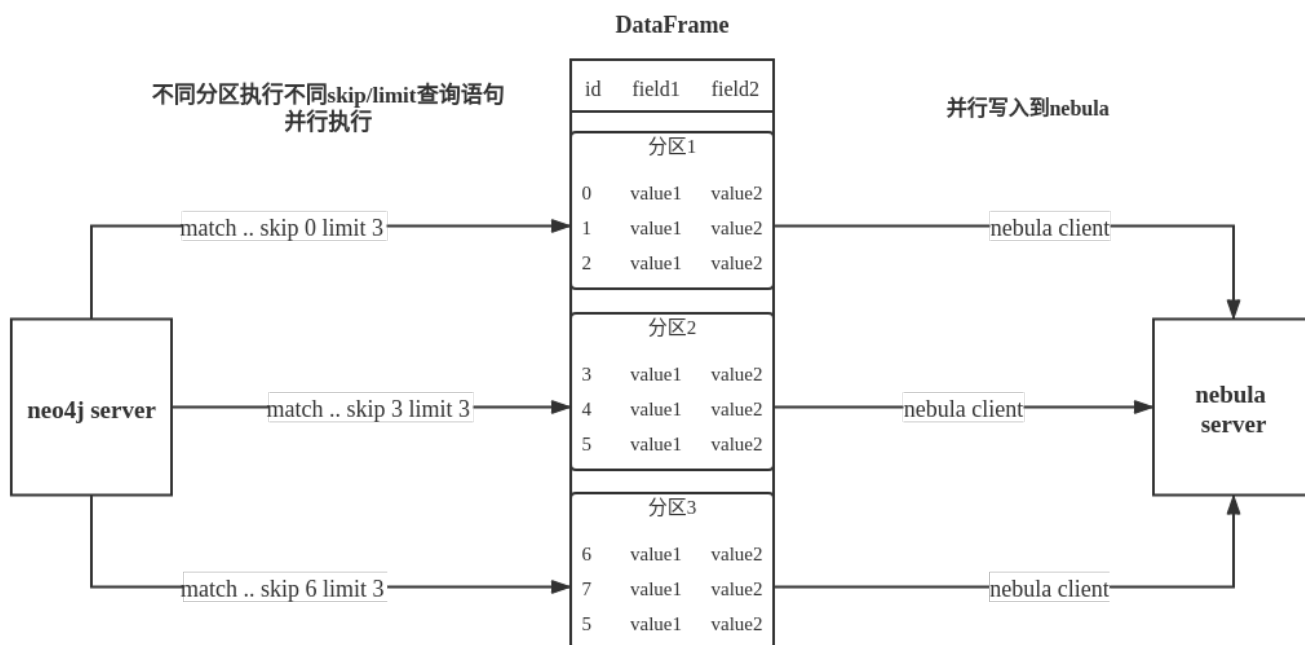 DataFrame
不同分区执行不同skip/limit查询语句
并行执行
id field1 field2
并行写入到nebula
分区1
0 value1 value2
match .. skip 0 limit 3
1 value1 value2
nebula client
2 value1 value2
分区2
3 value1 value2
neo4j server
match .. skip 3 limit 3
4 value1 value2
nebula client
nebula
server
5 value1 value2
分区3
6 value1 value2
match .. skip 6 limit 3
7 value1 value2
nebula client
5 value1 value2